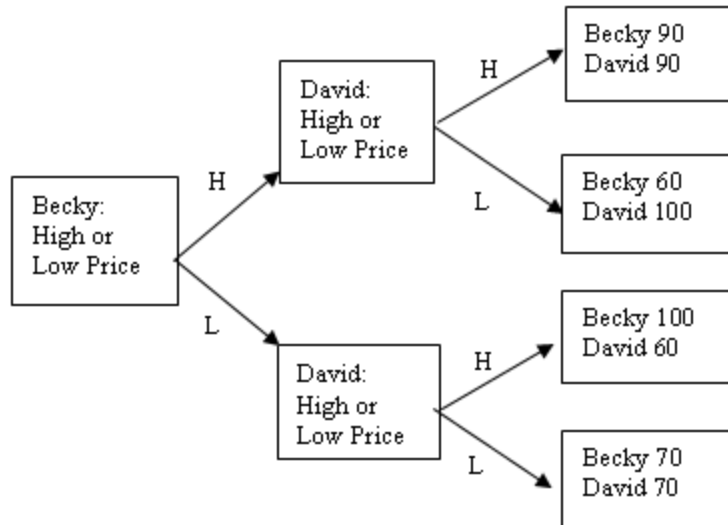 Becky:
High or
Low Price
H
L
David:
High or
Low Price
H
L
Becky 90
David 90
Becky 60
David 100
David:
High or
Low Price
H
L
Becky 100
David 60
Becky 70
David 70